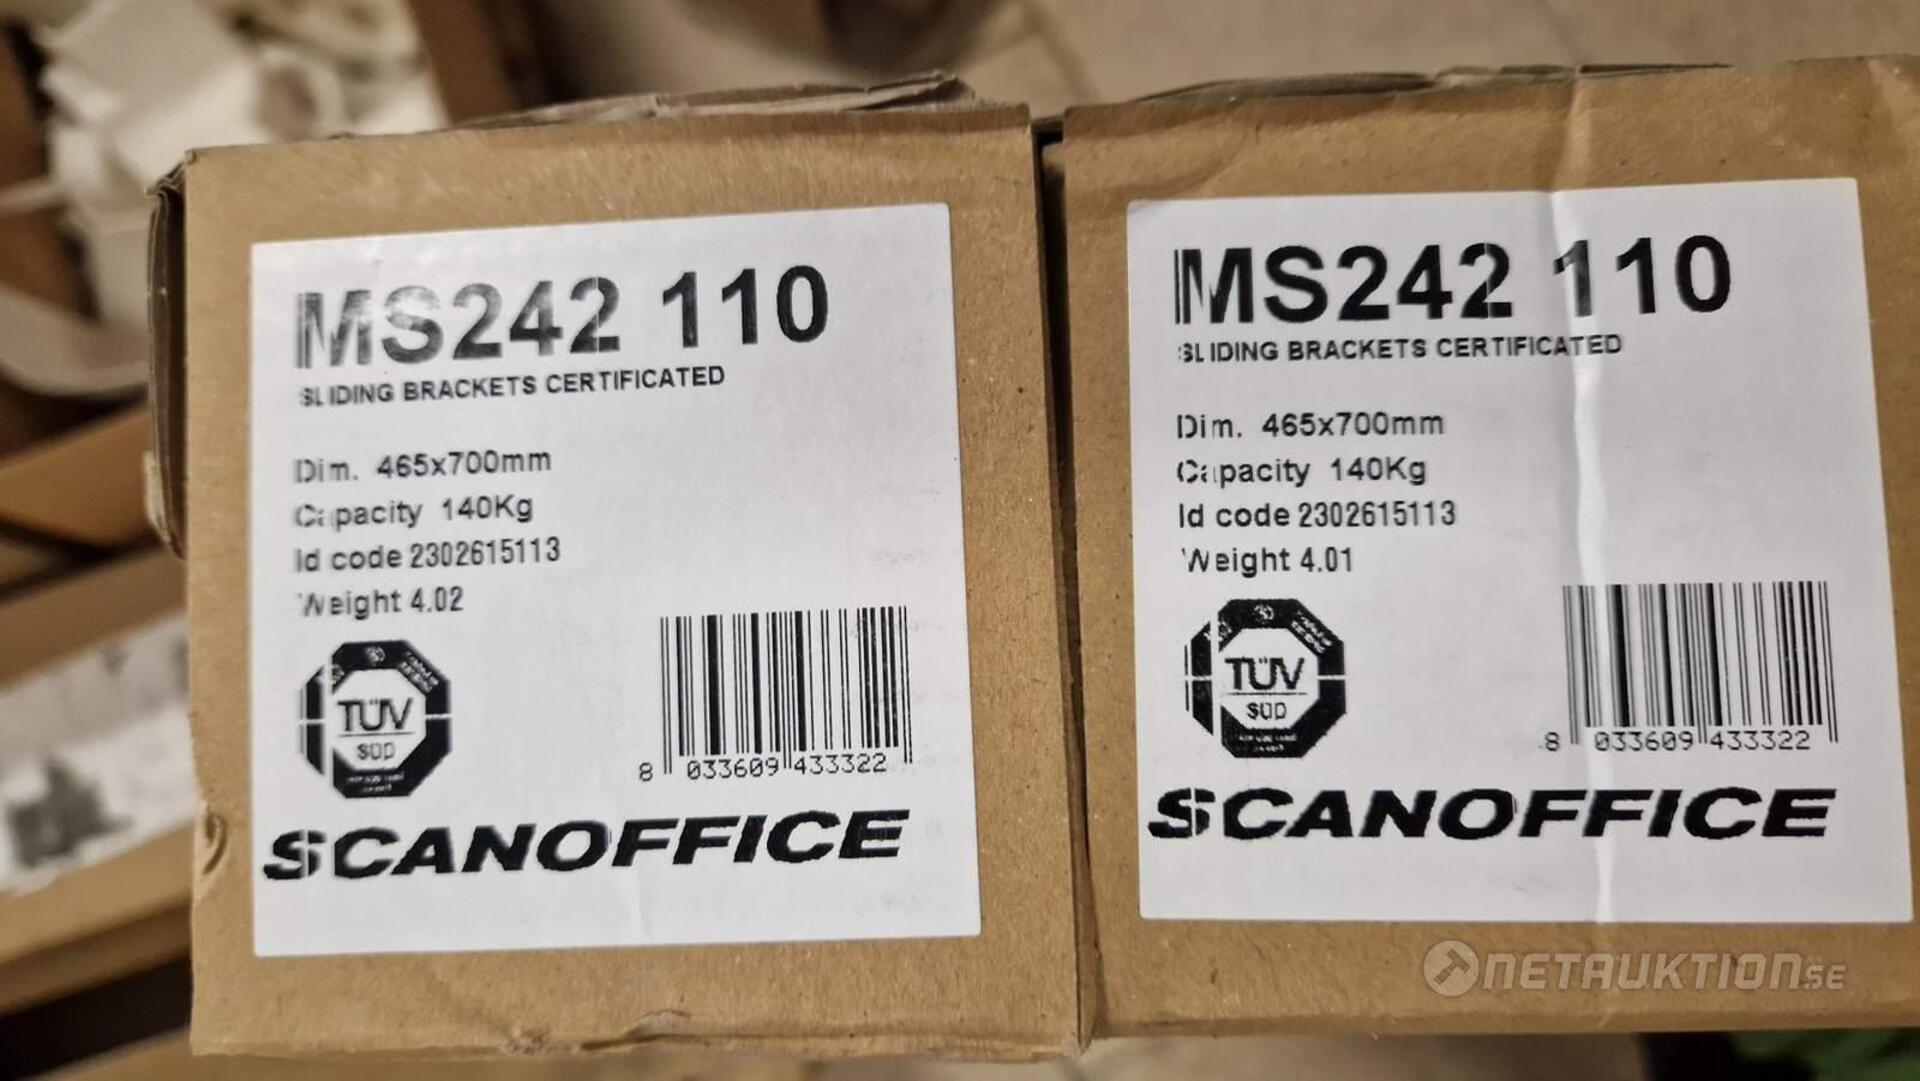 MS242 110
SLIDING BRACKETS CERTIFICATED
Dim. 465x700mm
Capacity 140Kg
Id code 2302615113
Weight 4.02
TÜV
SÜD
8 033609 433322
SCANOFFICE
MS242 110
SLIDING BRACKETS CERTIFICATED
Dim. 465x700mm
Capacity 140Kg
Id code 2302615113
Weight 4.01
TÜV
SÜD
8 033609 433322
SCANOFFICE
NETAUKTION.SE